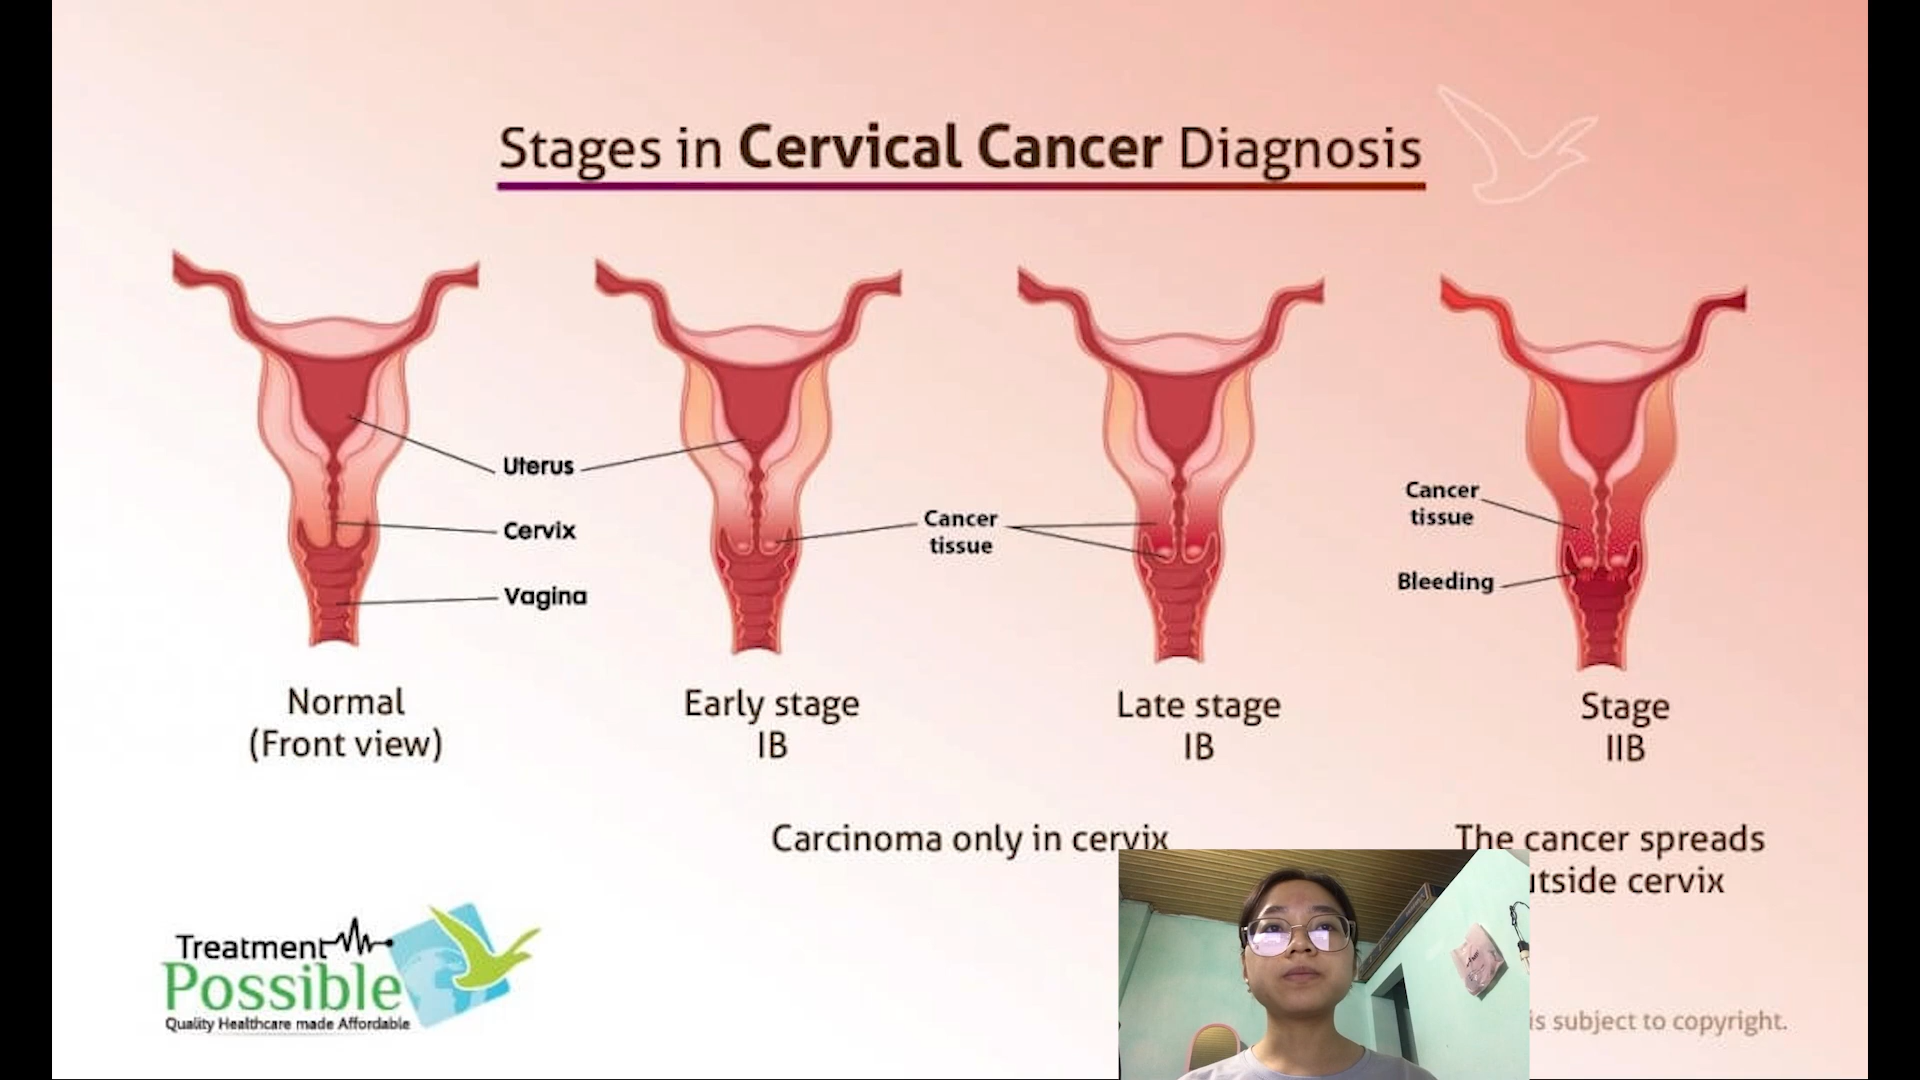 Stages in Cervical Cancer Diagnosis
Uterus
Cervix
Vagina
Cancer
tissue
Cancer
tissue
Bleeding
Normal
(Front view)
Early stage
IB
Late stage
IB
Stage
IIB
Carcinoma only in cervix
The cancer spreads
cervix
Treatment
Possible
Quality Healthcare made Affordable
is subject to copyright.